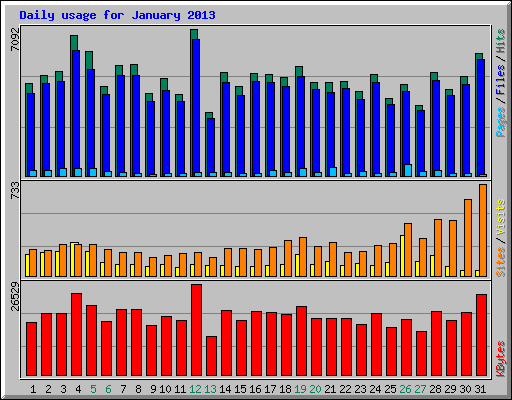 Daily usage for January 2013
7092
Pages / Files / Hits
733
Sites / Visits
26529
KBytes
1 2 3 4 5 6 7 8 9 10 11 12 13 14 15 16 17 18 19 20 21 22 23 24 25 26 27 28 29 30 31